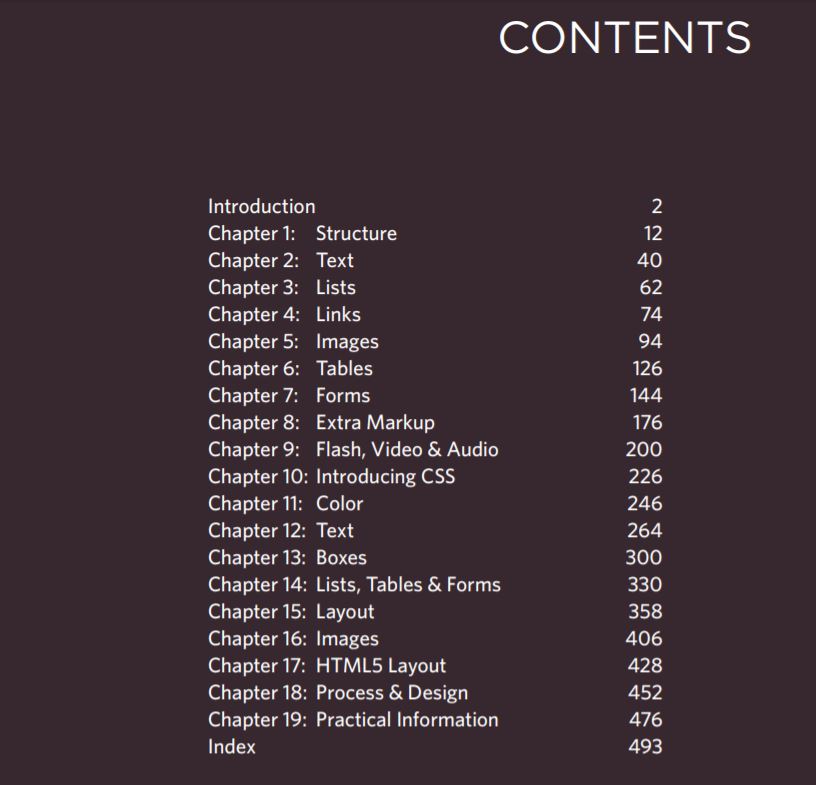 CONTENTS
Introduction 2
Chapter 1: Structure 12
Chapter 2: Text 40
Chapter 3: Lists 62
Chapter 4: Links 74
Chapter 5: Images 94
Chapter 6: Tables 126
Chapter 7: Forms 144
Chapter 8: Extra Markup 176
Chapter 9: Flash, Video & Audio 200
Chapter 10: Introducing CSS 226
Chapter 11: Color 246
Chapter 12: Text 264
Chapter 13: Boxes 300
Chapter 14: Lists, Tables & Forms 330
Chapter 15: Layout 358
Chapter 16: Images 406
Chapter 17: HTML5 Layout 428
Chapter 18: Process & Design 452
Chapter 19: Practical Information 476
Index 493